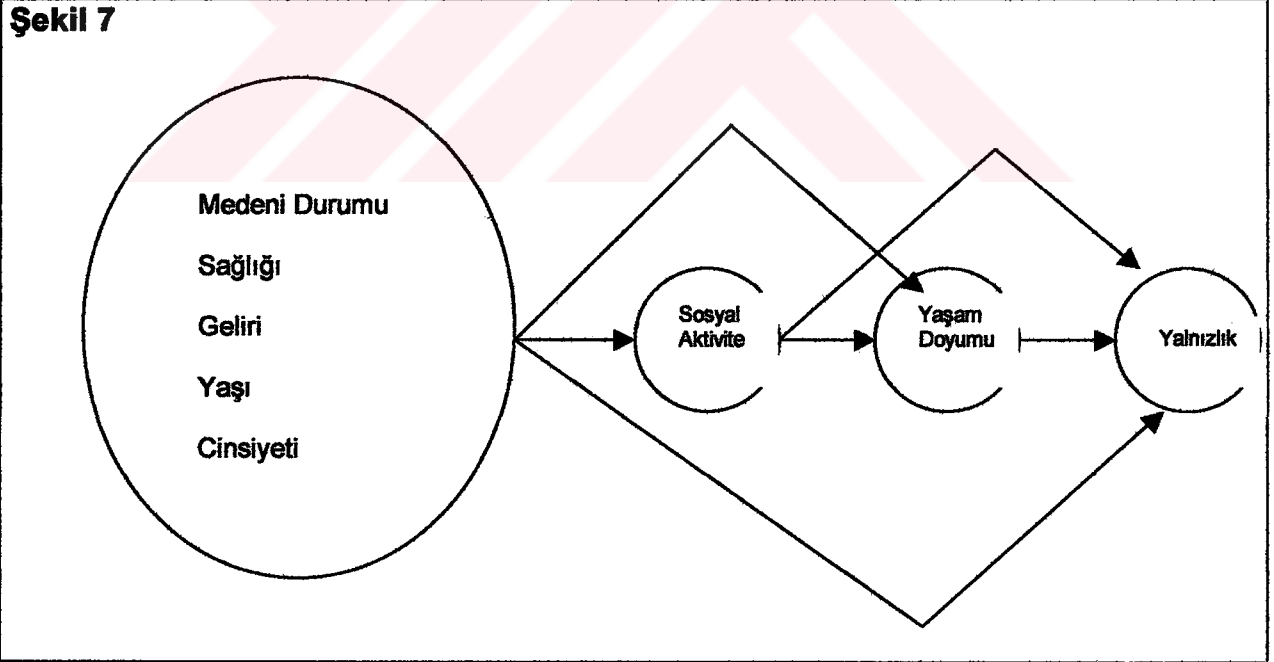 Şekil 7
Medeni Durumu
Sağlığı
Geliri
Yaşı
Cinsiyeti
Sosyal
Aktivite
Yaşam
Doyumu
Yalnızlık